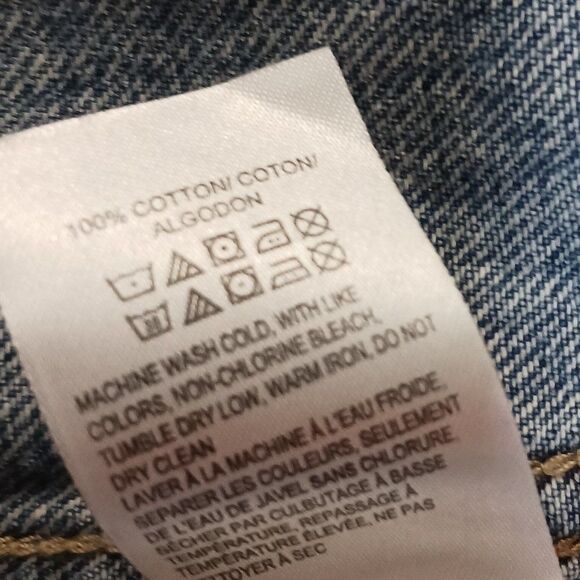 100% COTTON/ COTON/
ALGODON
30
MACHINE WASH COLD, WITH LIKE
COLORS, NON-CHLORINE BLEACH,
TUMBLE DRY LOW, WARM IRON, DO NOT
DRY CLEAN
LAVER À LA MACHINE À L'EAU FROIDE,
SÉPARER LES COULEURS, SEULEMENT
DE L'EAU DE JAVEL SANS CHLORURE,
SÉCHER PAR CULBUTAGE À BASSE
TEMPÉRATURE, REPASSAGE À
TEMPÉRATURE ÉLEVÉE, NE PAS
NETTOYER À SEC